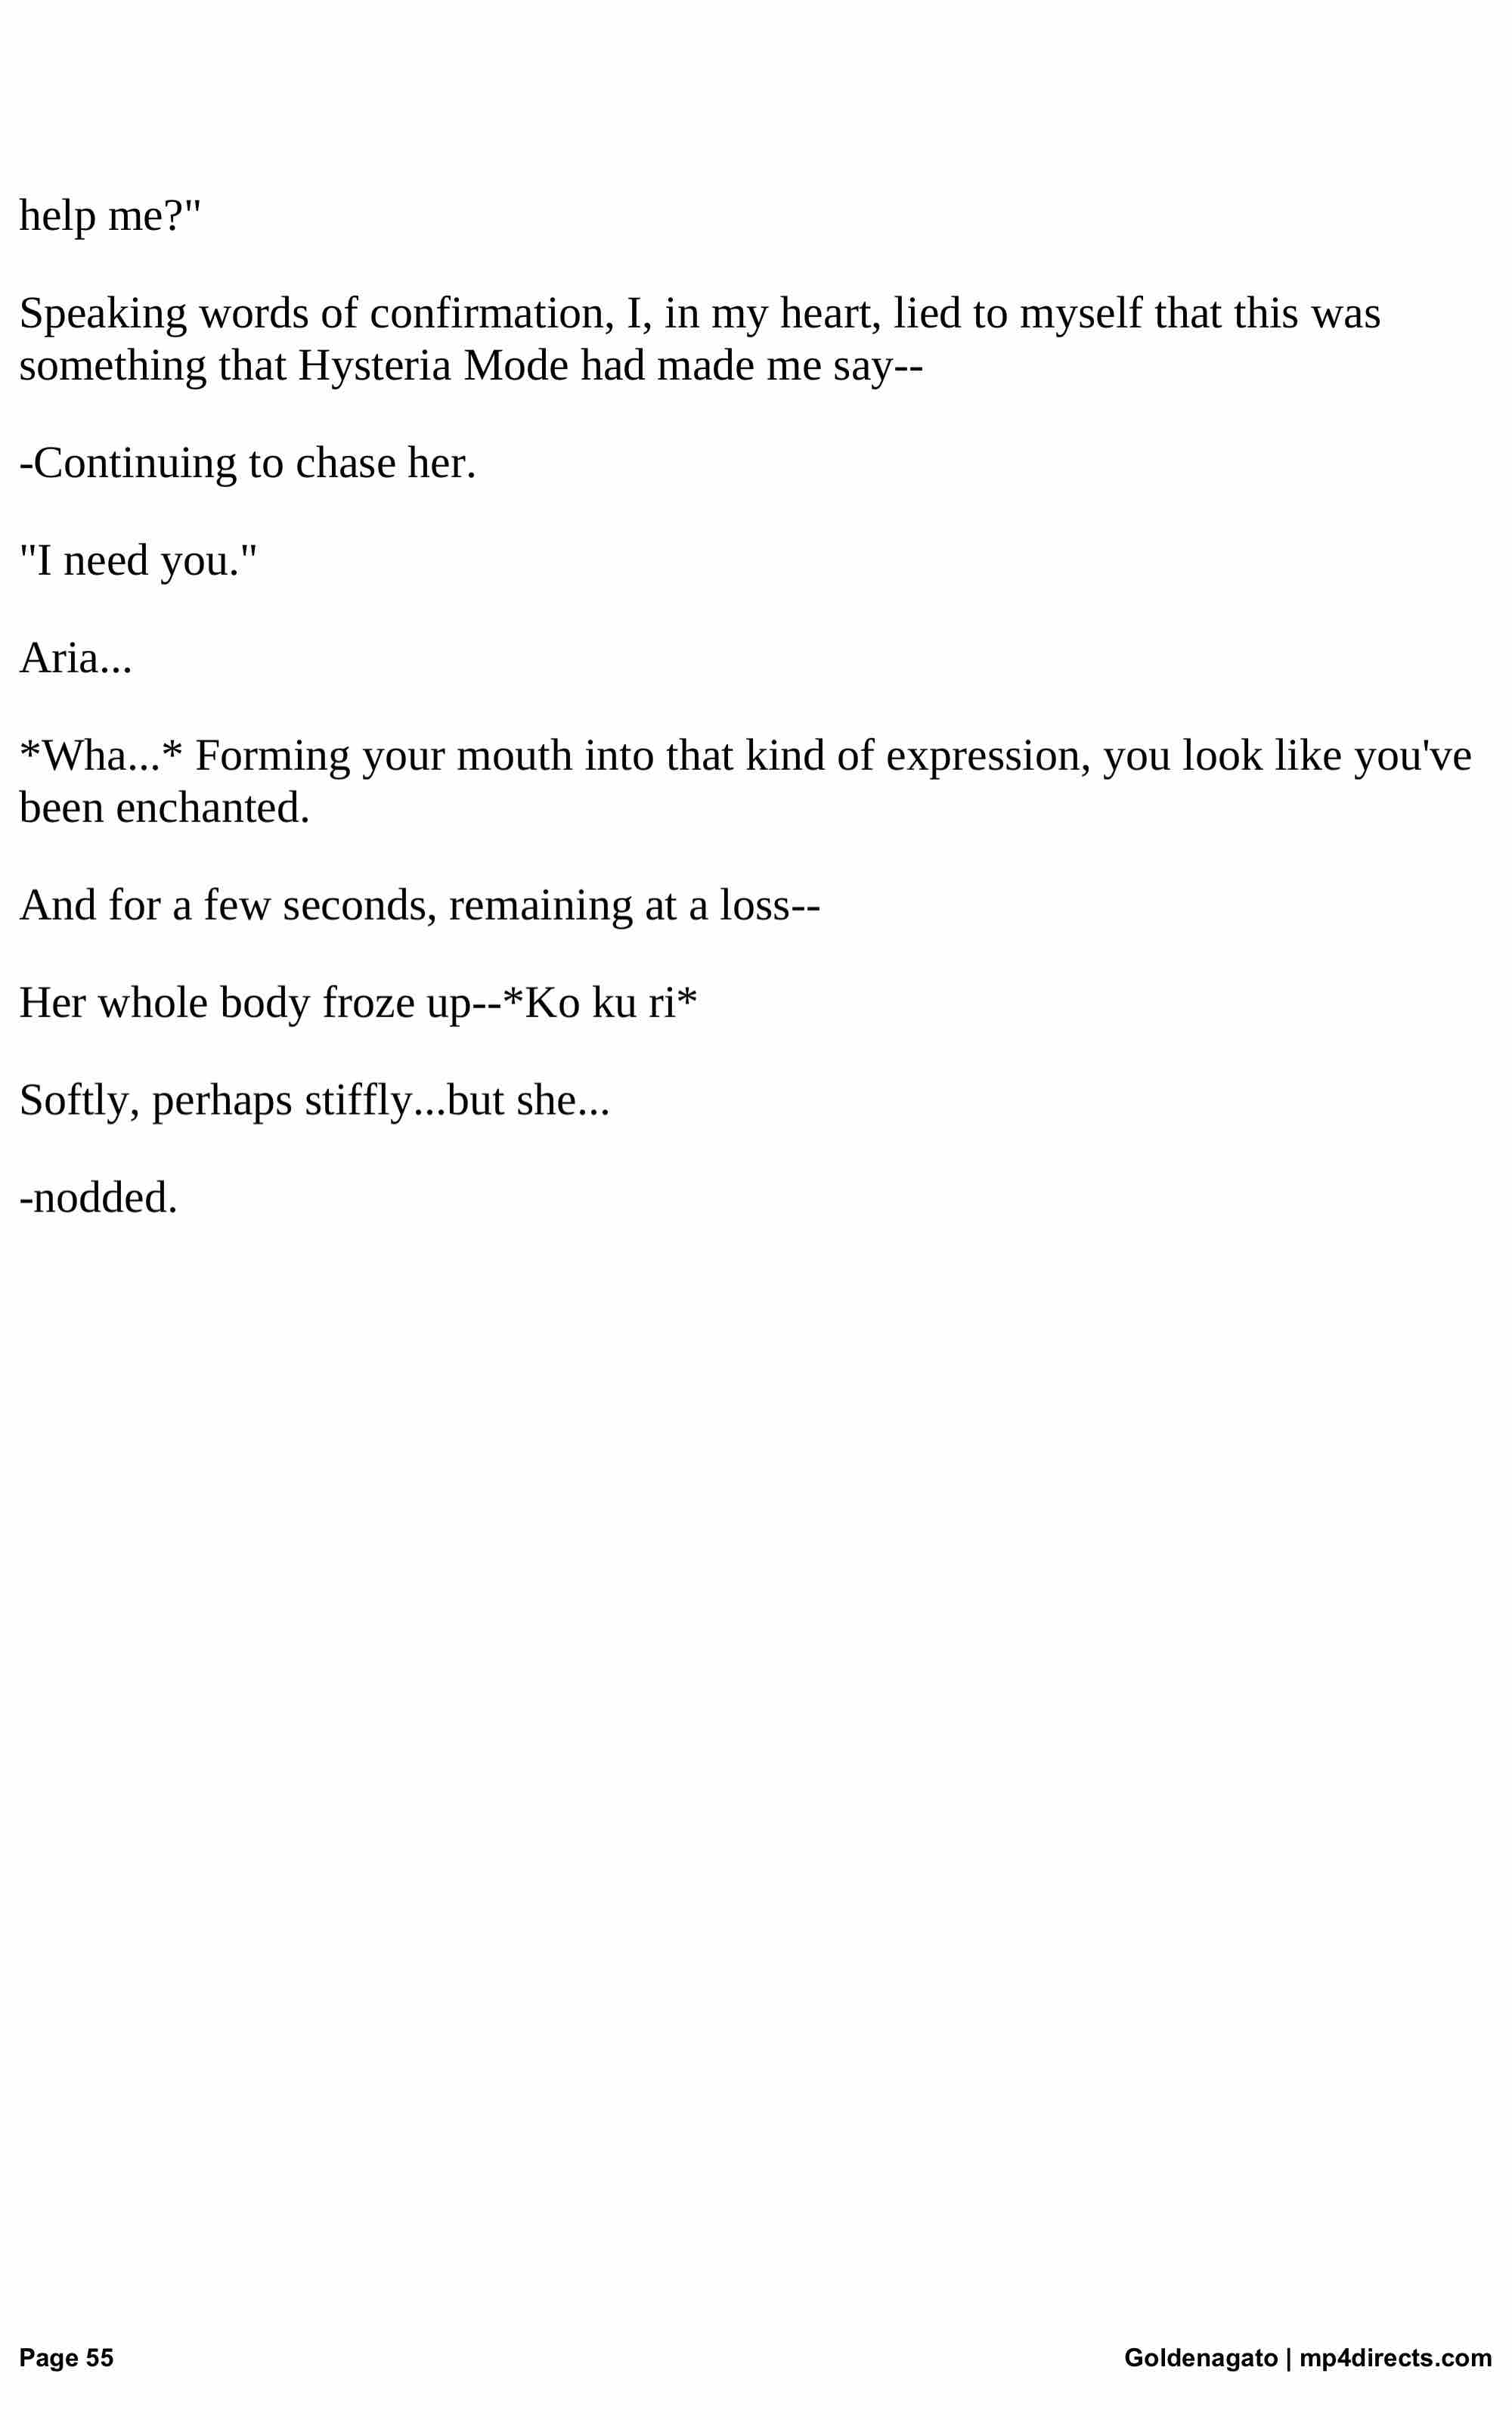 help me?"
Speaking words of confirmation, I, in my heart, lied to myself that this was
something that Hysteria Mode had made me say--
-Continuing to chase her.
"I need you."
Aria...
*Wha...* Forming your mouth into that kind of expression, you look like you've
been enchanted.
And for a few seconds, remaining at a loss--
Her whole body froze up--*Ko ku ri*
Softly, perhaps stiffly...but she...
-nodded.
Page 55
Goldenagato | mp4directs.com